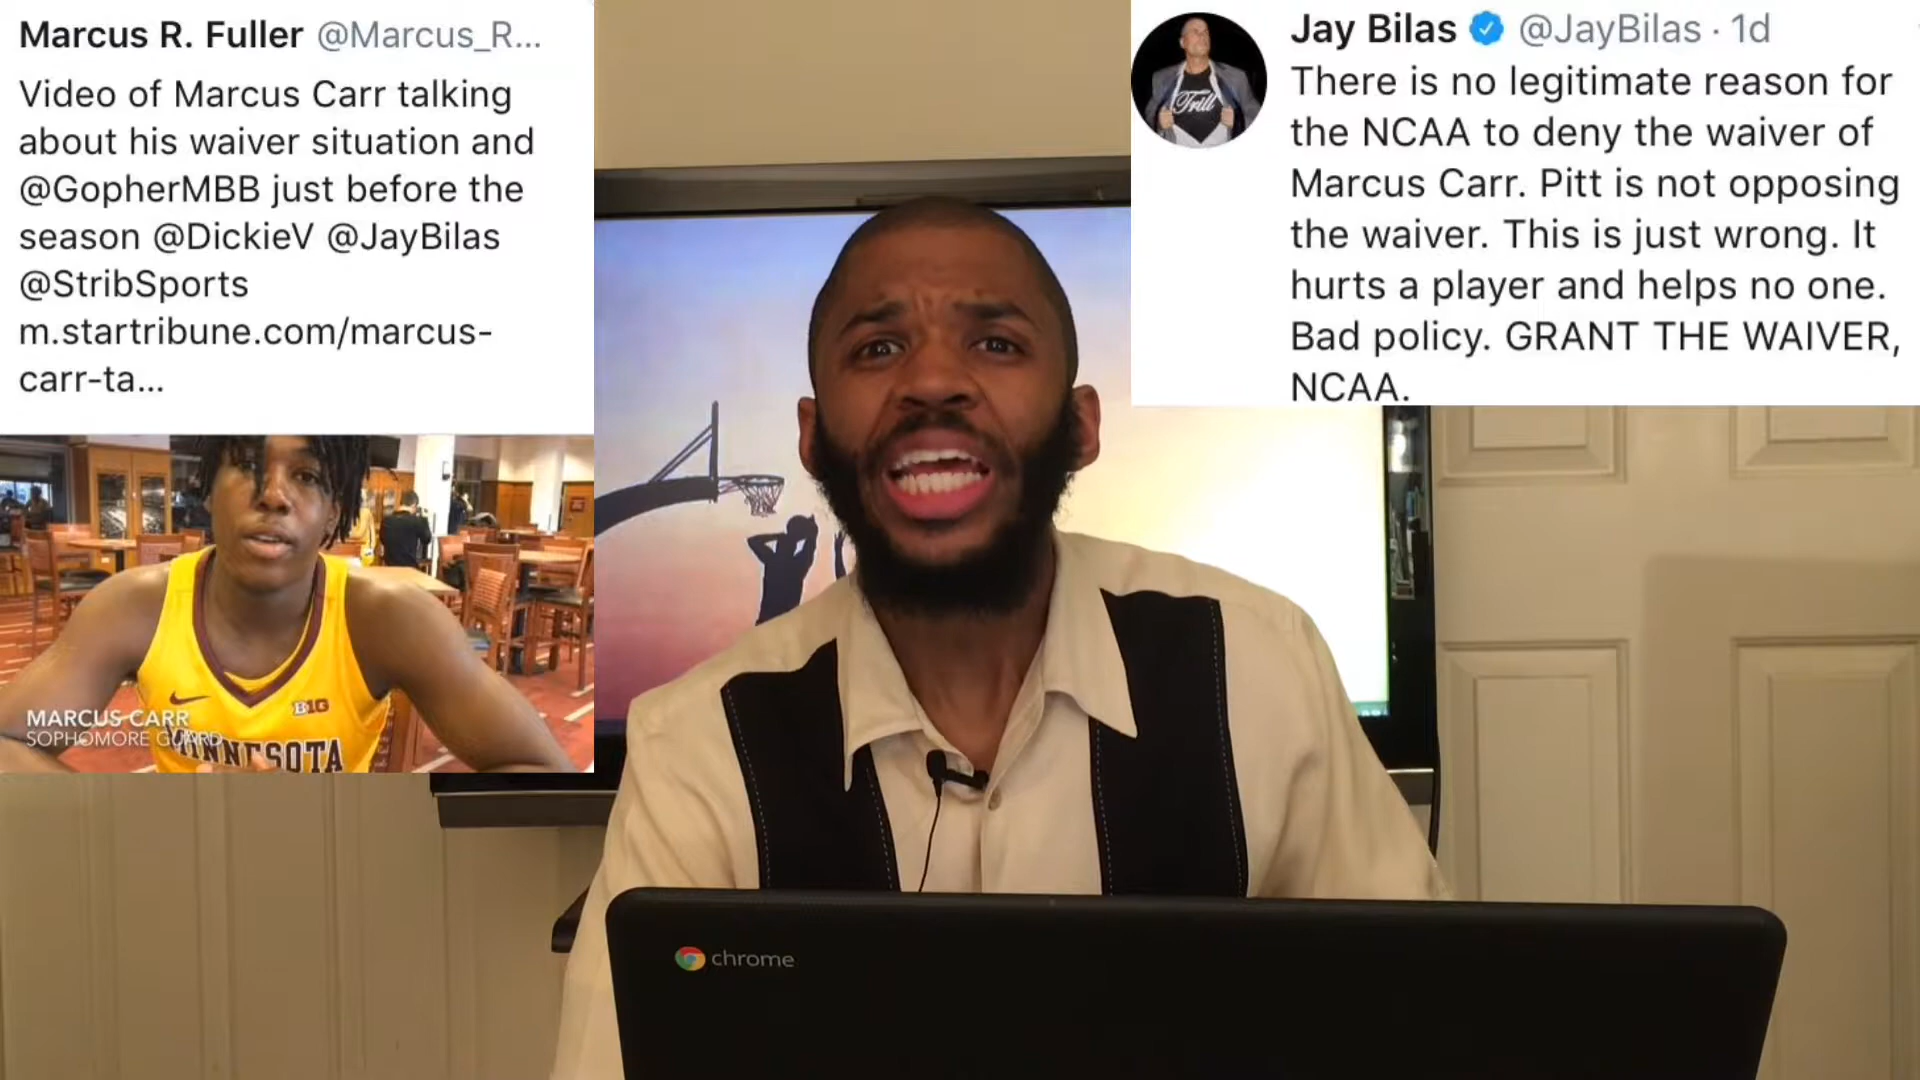 Marcus R. Fuller @Marcus_R...
Video of Marcus Carr talking
about his waiver situation and
@GopherMBB just before the
season @DickieV @JayBilas
@StribSports
m.startribune.com/marcus-
carr-ta...
B1G
MINNESOTA
MARCUS CARR
SOPHOMORE GUARD
Jay Bilas @JayBilas · 1d
There is no legitimate reason for
the NCAA to deny the waiver of
Marcus Carr. Pitt is not opposing
the waiver. This is just wrong. It
hurts a player and helps no one.
Bad policy. GRANT THE WAIVER,
NCAA.
Trill
chrome